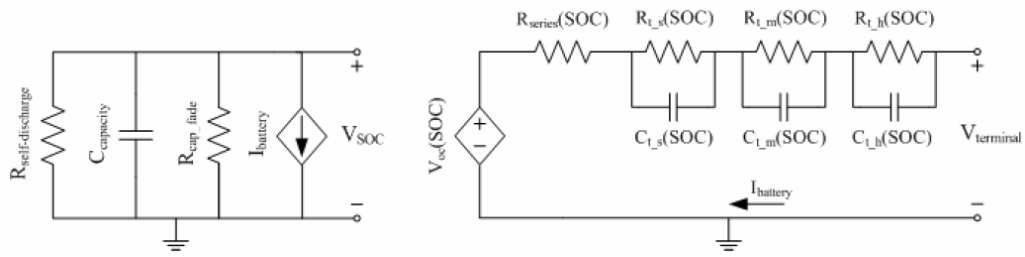 R_self-discharge
C_capacity
R_cap_fade
I_battery
+
V_SOC
−
V_oc(SOC)
+
−
R_series(SOC)
R_t_s(SOC)
R_t_m(SOC)
R_t_h(SOC)
C_t_s(SOC)
C_t_m(SOC)
C_t_h(SOC)
+
V_terminal
−
I_battery